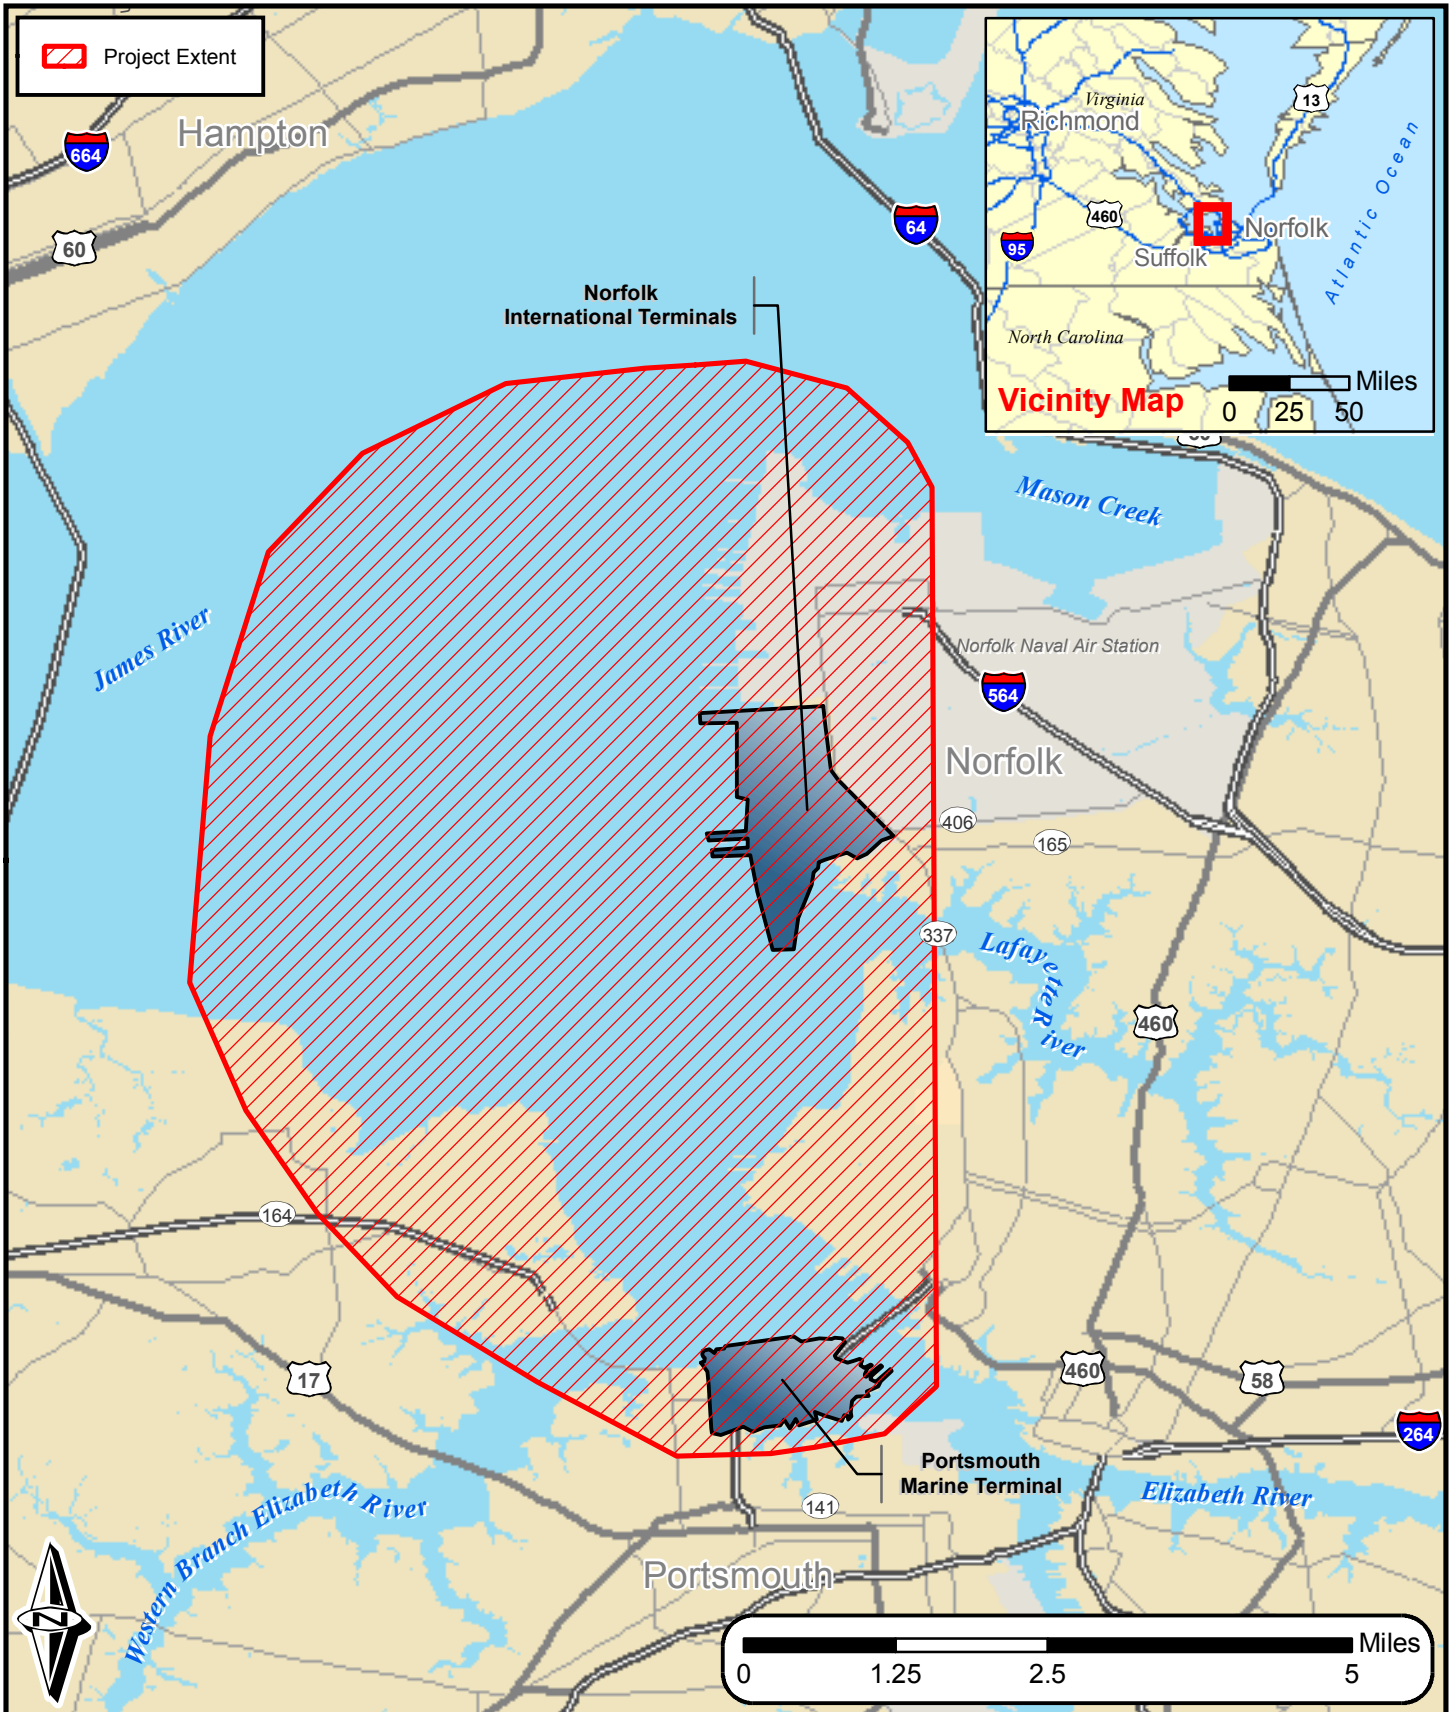 Project Extent
Hampton
664
60
64
Virginia
Richmond
13
460
Norfolk
95
Suffolk
Atlantic Ocean
North Carolina
Vicinity Map
Miles
0 25 50
Norfolk
International Terminals
Mason Creek
James River
Norfolk Naval Air Station
564
Norfolk
406
165
337
Lafayette River
460
164
17
460
58
264
Portsmouth
Marine Terminal
Elizabeth River
Western Branch Elizabeth River
141
Portsmouth
N
Miles
0 1.25 2.5 5